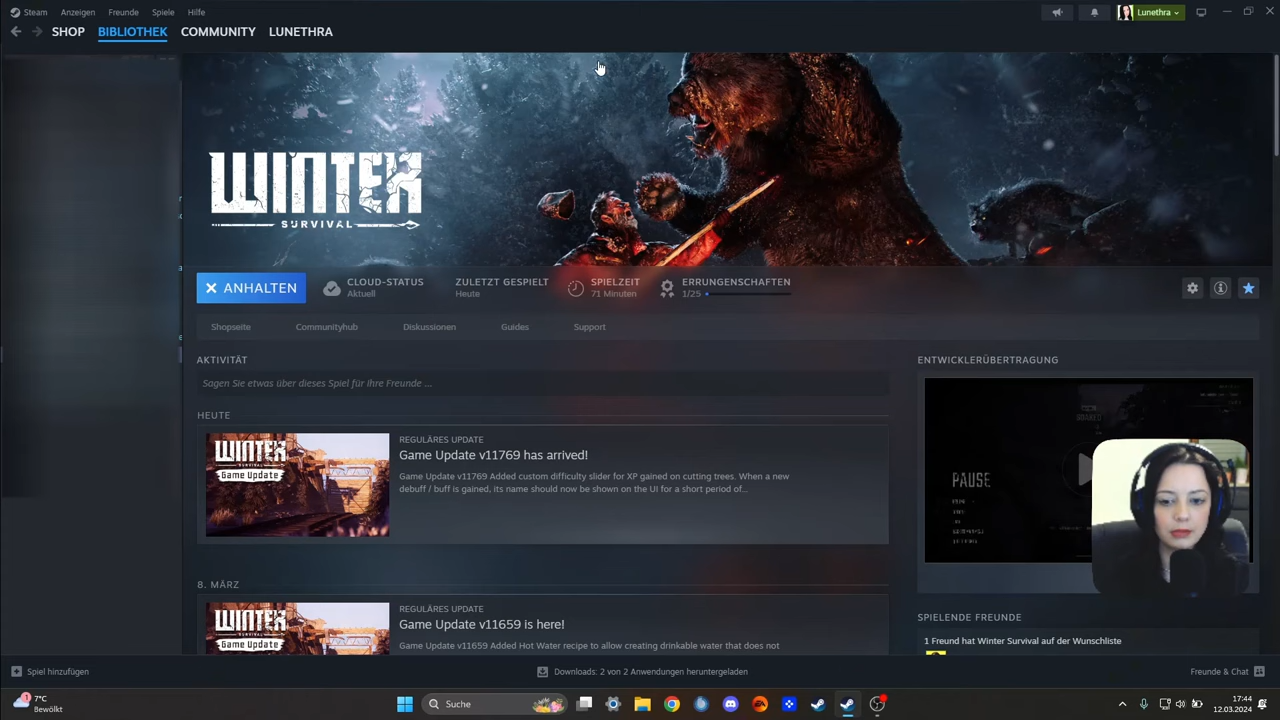 Steam Anzeigen Freunde Spiele Hilfe
Lunethra
SHOP BIBLIOTHEK COMMUNITY LUNETHRA
WINTER
SURVIVAL
ANHALTEN
CLOUD-STATUS
Aktuell
ZULETZT GESPIELT
Heute
SPIELZEIT
71 Minuten
ERRUNGENSCHAFTEN
1/25
Shopseite Communityhub Diskussionen Guides Support
AKTIVITÄT
Sagen Sie etwas über dieses Spiel für Ihre Freunde ...
HEUTE
WINTER
SURVIVAL
Game Update
REGULÄRES UPDATE
Game Update v11769 has arrived!
Game Update v11769 Added custom difficulty slider for XP gained on cutting trees. When a new
debuff / buff is gained, its name should now be shown on the UI for a short period of...
8. MÄRZ
WINTER
SURVIVAL
Game Update
REGULÄRES UPDATE
Game Update v11659 is here!
Game Update v11659 Added Hot Water recipe to allow creating drinkable water that does not
ENTWICKLERÜBERTRAGUNG
PAUSE
SPIELENDE FREUNDE
1 Freund hat Winter Survival auf der Wunschliste
Spiel hinzufügen
Downloads: 2 von 2 Anwendungen heruntergeladen
Freunde & Chat
1
7°C
Bewölkt
Suche
17:44
12.03.2024